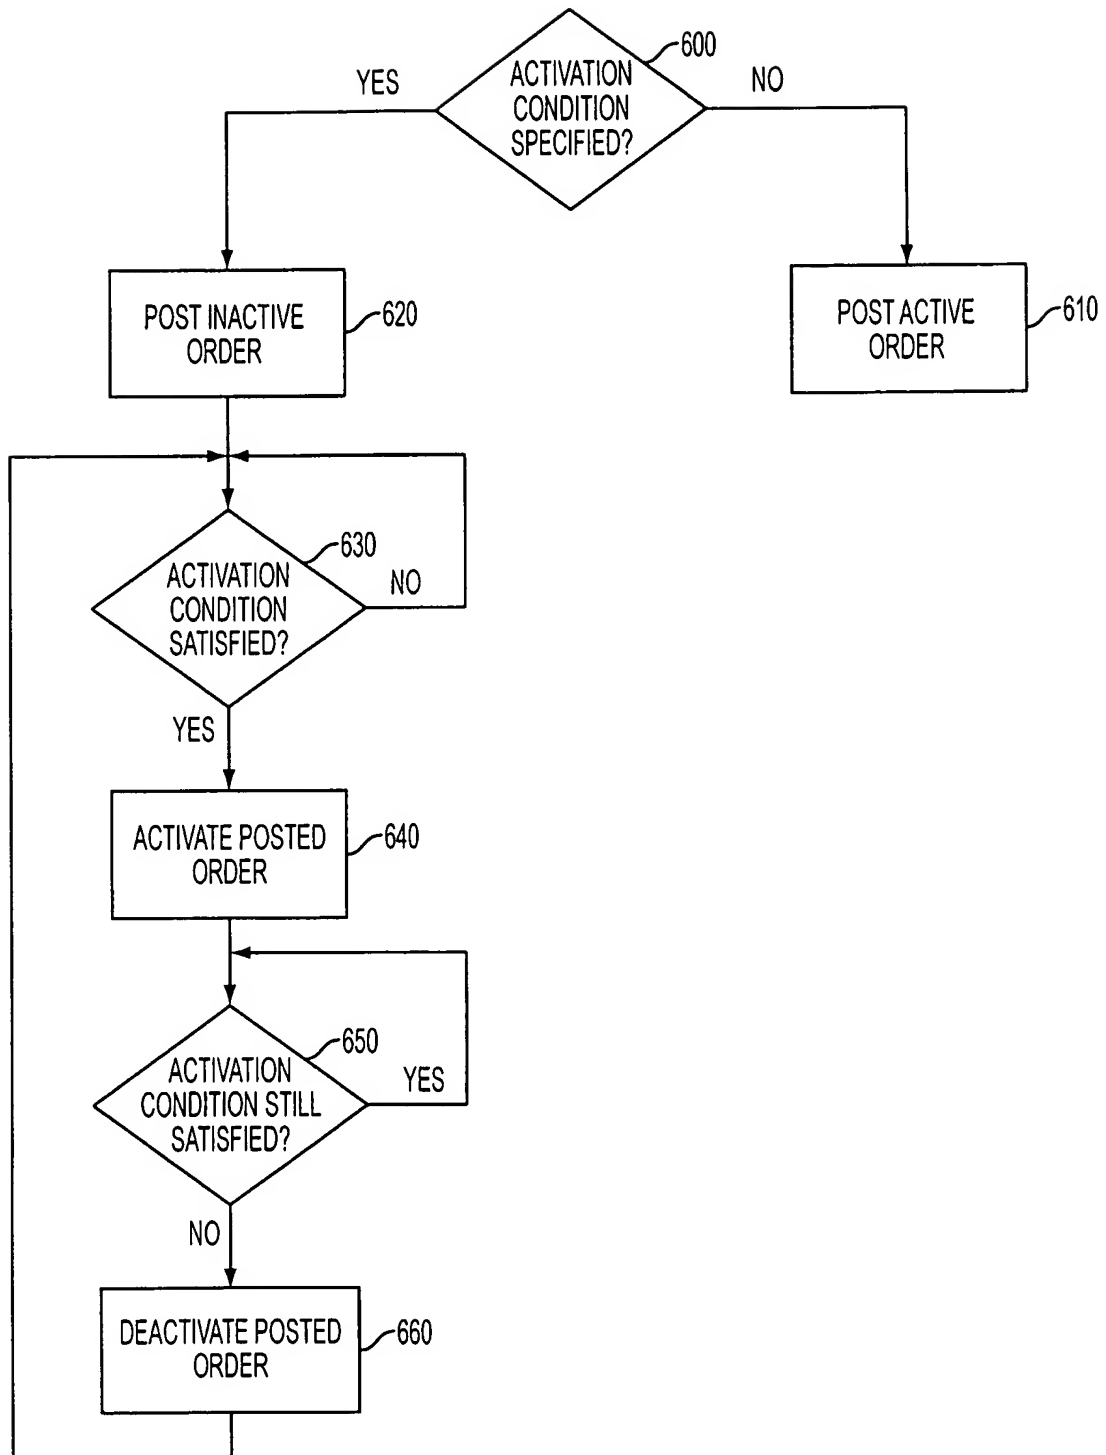 600
YES
ACTIVATION
CONDITION
SPECIFIED?
NO
POST INACTIVE
ORDER
620
POST ACTIVE
ORDER
610
630
ACTIVATION
CONDITION
SATISFIED?
NO
YES
ACTIVATE POSTED
ORDER
640
650
ACTIVATION
CONDITION STILL
SATISFIED?
YES
NO
DEACTIVATE POSTED
ORDER
660